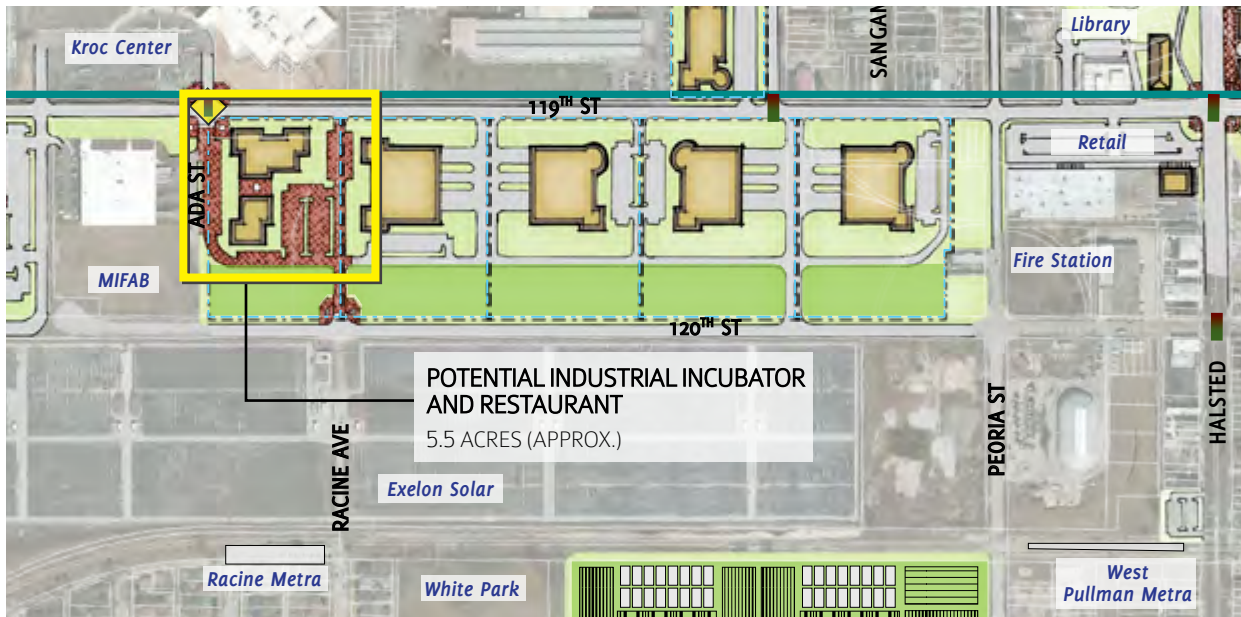 Kroc Center
SANGAM
Library
119TH ST
Retail
ADA ST
MIFAB
Fire Station
120TH ST
POTENTIAL INDUSTRIAL INCUBATOR
AND RESTAURANT
5.5 ACRES (APPROX.)
RACINE AVE
PEORIA ST
HALSTED
Exelon Solar
Racine Metra
White Park
West
Pullman Metra